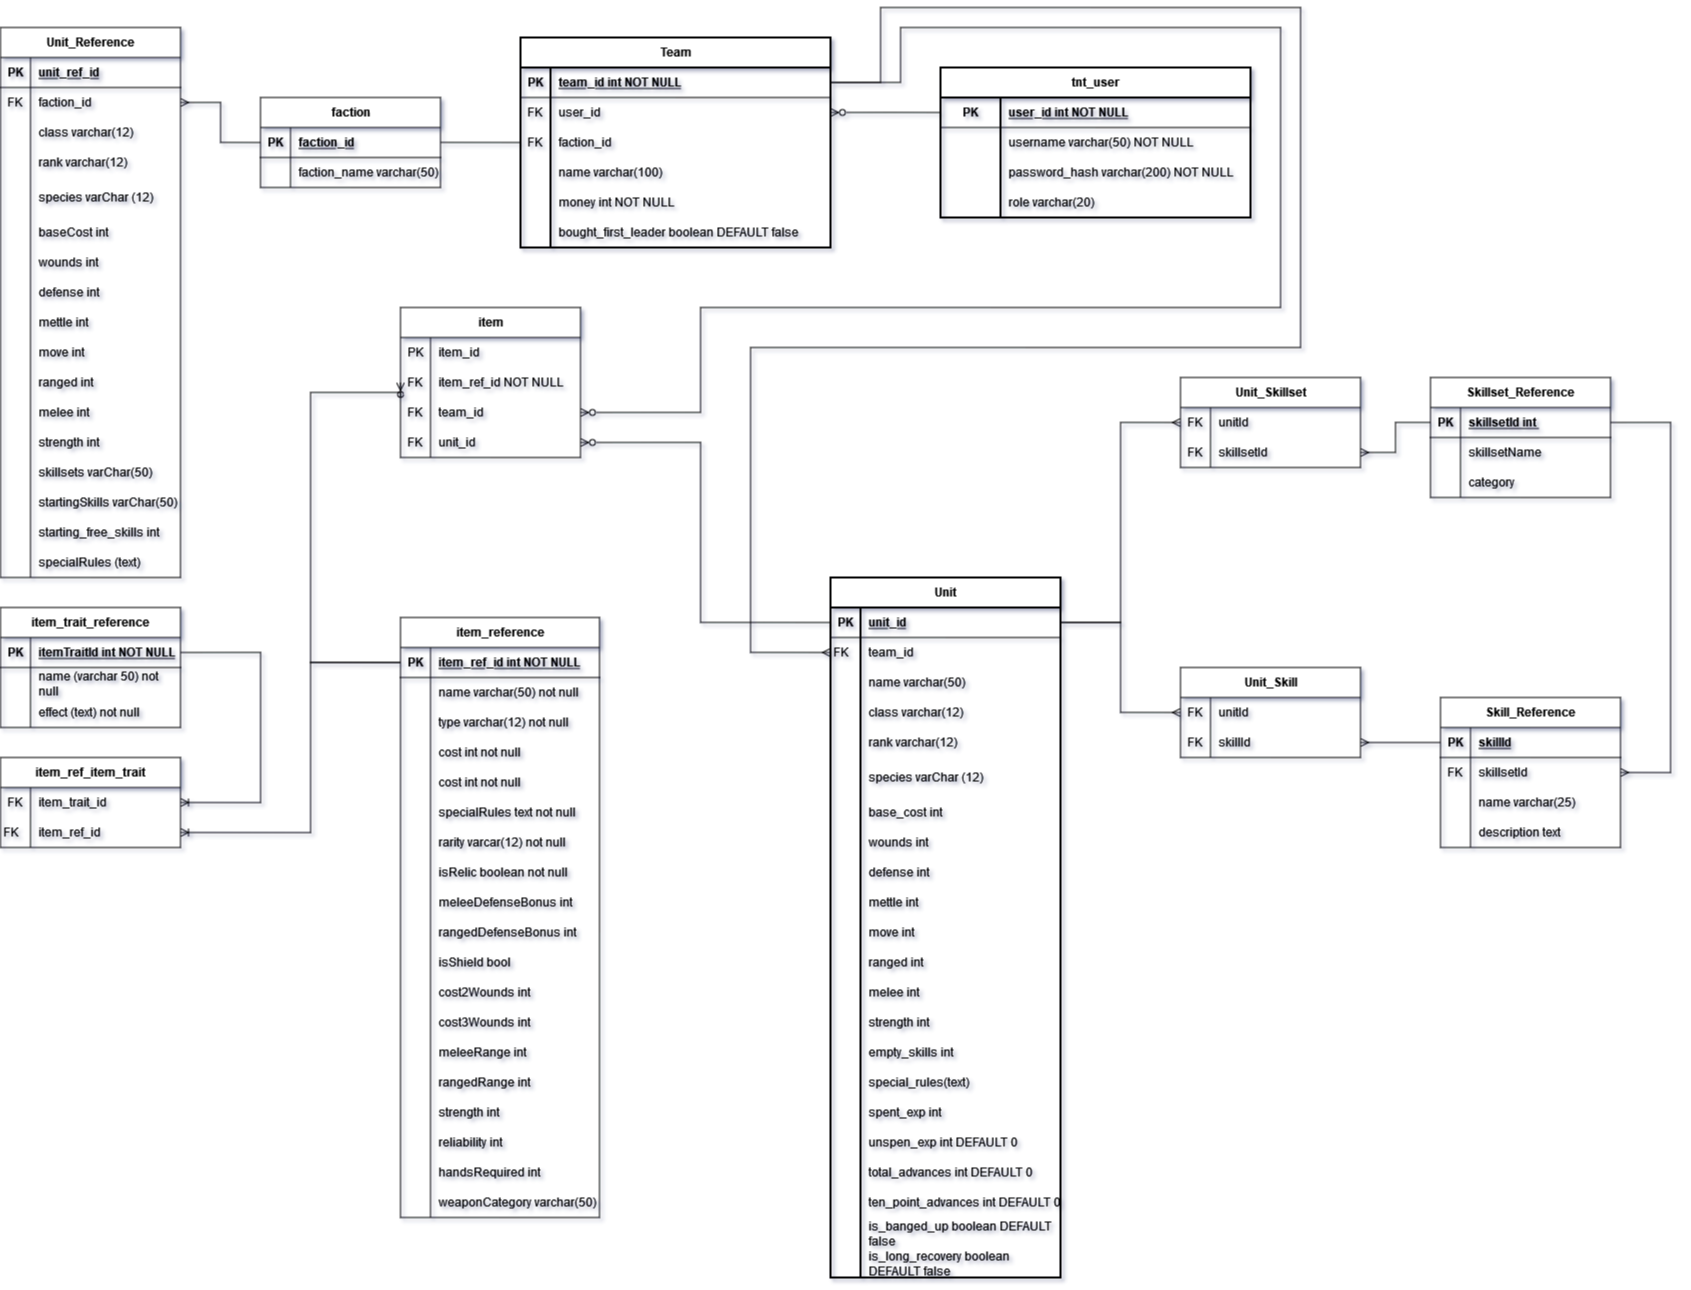 Unit_Reference
PK unit_ref_id
FK faction_id
class varchar(12)
rank varchar(12)
species varChar (12)
baseCost int
wounds int
defense int
mettle int
move int
ranged int
melee int
strength int
skillsets varChar(50)
startingSkills varChar(50)
starting_free_skills int
specialRules (text)
faction
PK faction_id
faction_name varchar(50)
Team
PK team_id int NOT NULL
FK user_id
FK faction_id
name varchar(100)
money int NOT NULL
bought_first_leader boolean DEFAULT false
tnt_user
PK user_id int NOT NULL
username varchar(50) NOT NULL
password_hash varchar(200) NOT NULL
role varchar(20)
item
PK item_id
FK item_ref_id NOT NULL
FK team_id
FK unit_id
Unit_Skillset
FK unitId
FK skillsetId
Skillset_Reference
PK skillsetId int
skillsetName
category
item_trait_reference
PK itemTraitId int NOT NULL
name (varchar 50) not
null
effect (text) not null
item_ref_item_trait
FK item_trait_id
FK item_ref_id
item_reference
PK item_ref_id int NOT NULL
name varchar(50) not null
type varchar(12) not null
cost int not null
cost int not null
specialRules text not null
rarity varcar(12) not null
isRelic boolean not null
meleeDefenseBonus int
rangedDefenseBonus int
isShield bool
cost2Wounds int
cost3Wounds int
meleeRange int
rangedRange int
strength int
reliability int
handsRequired int
weaponCategory varchar(50)
Unit
PK unit_id
FK team_id
name varchar(50)
class varchar(12)
rank varchar(12)
species varChar (12)
base_cost int
wounds int
defense int
mettle int
move int
ranged int
melee int
strength int
empty_skills int
special_rules(text)
spent_exp int
unspen_exp int DEFAULT 0
total_advances int DEFAULT 0
ten_point_advances int DEFAULT 0
is_banged_up boolean DEFAULT
false
is_long_recovery boolean
DEFAULT false
Unit_Skill
FK unitId
FK skillId
Skill_Reference
PK skillId
FK skillsetId
name varchar(25)
description text